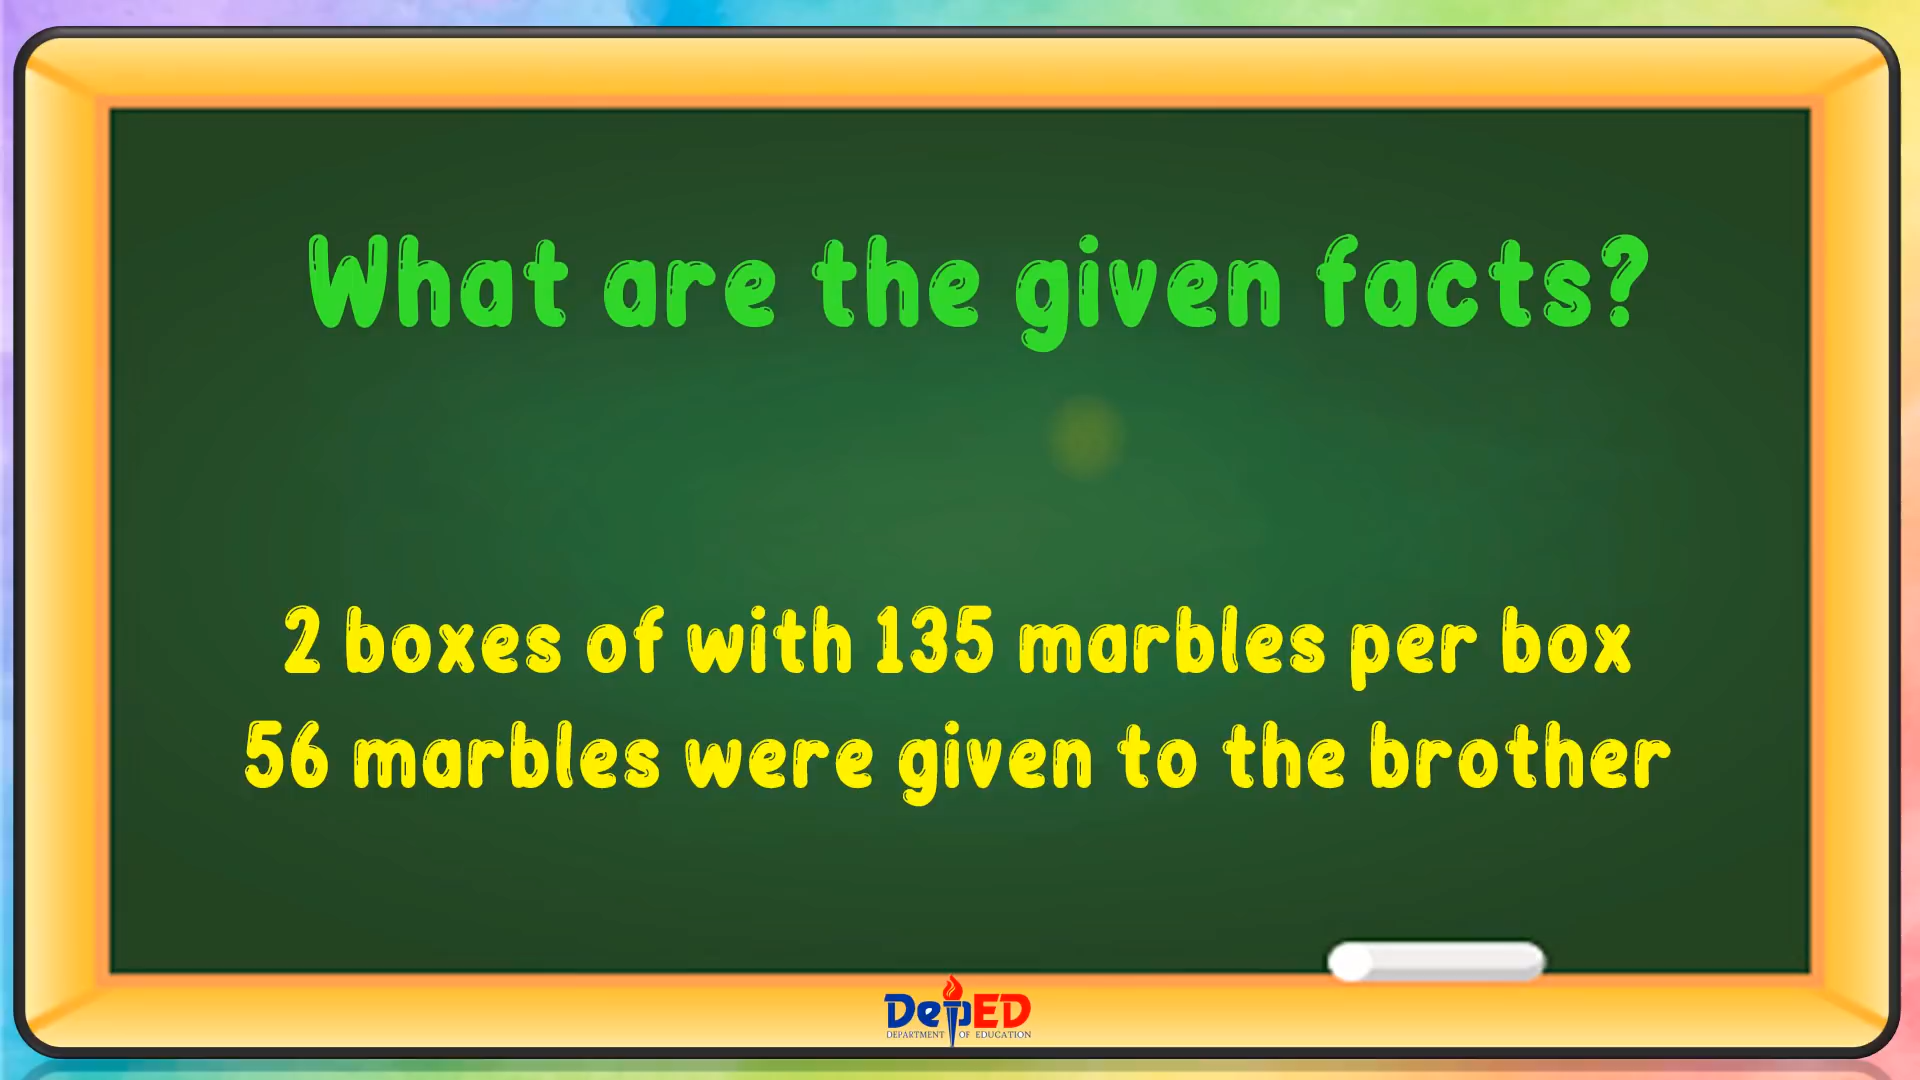 What are the given facts?
2 boxes of with 135 marbles per box
56 marbles were given to the brother
DepED
DEPARTMENT OF EDUCATION